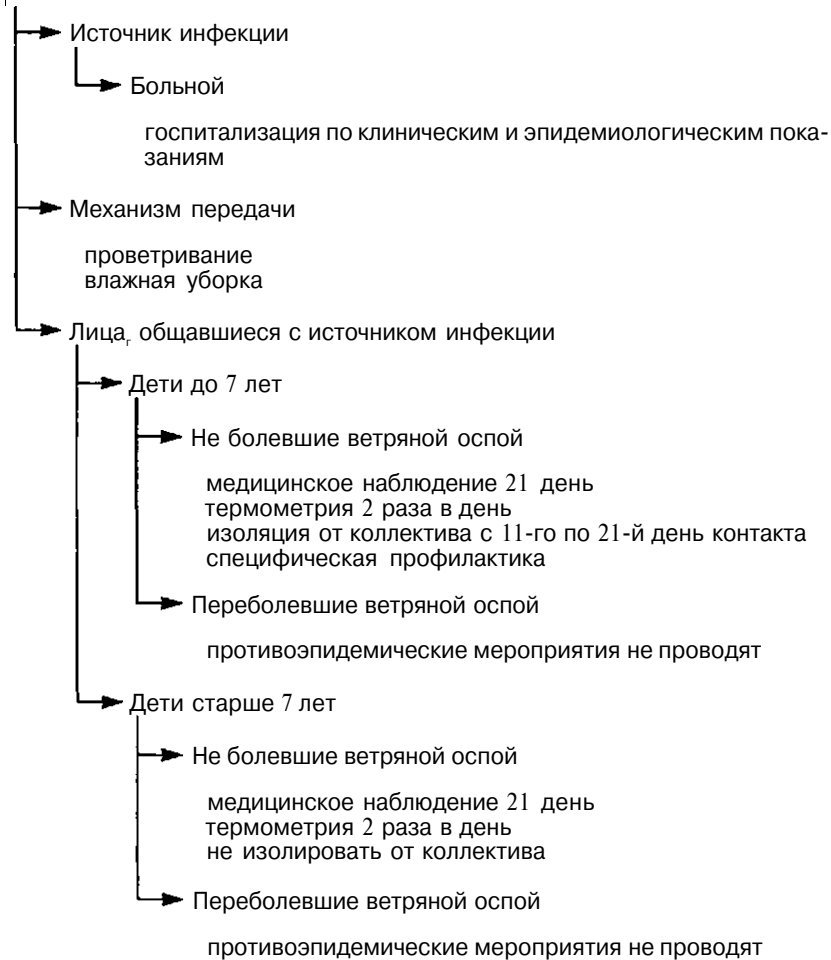 Источник инфекции
Больной
госпитализация по клиническим и эпидемиологическим пока-
заниям
Механизм передачи
проветривание
влажная уборка
Лица, общавшиеся с источником инфекции
Дети до 7 лет
Не болевшие ветряной оспой
медицинское наблюдение 21 день
термометрия 2 раза в день
изоляция от коллектива с 11-го по 21-й день контакта
специфическая профилактика
Переболевшие ветряной оспой
противоэпидемические мероприятия не проводят
Дети старше 7 лет
Не болевшие ветряной оспой
медицинское наблюдение 21 день
термометрия 2 раза в день
не изолировать от коллектива
Переболевшие ветряной оспой
противоэпидемические мероприятия не проводят